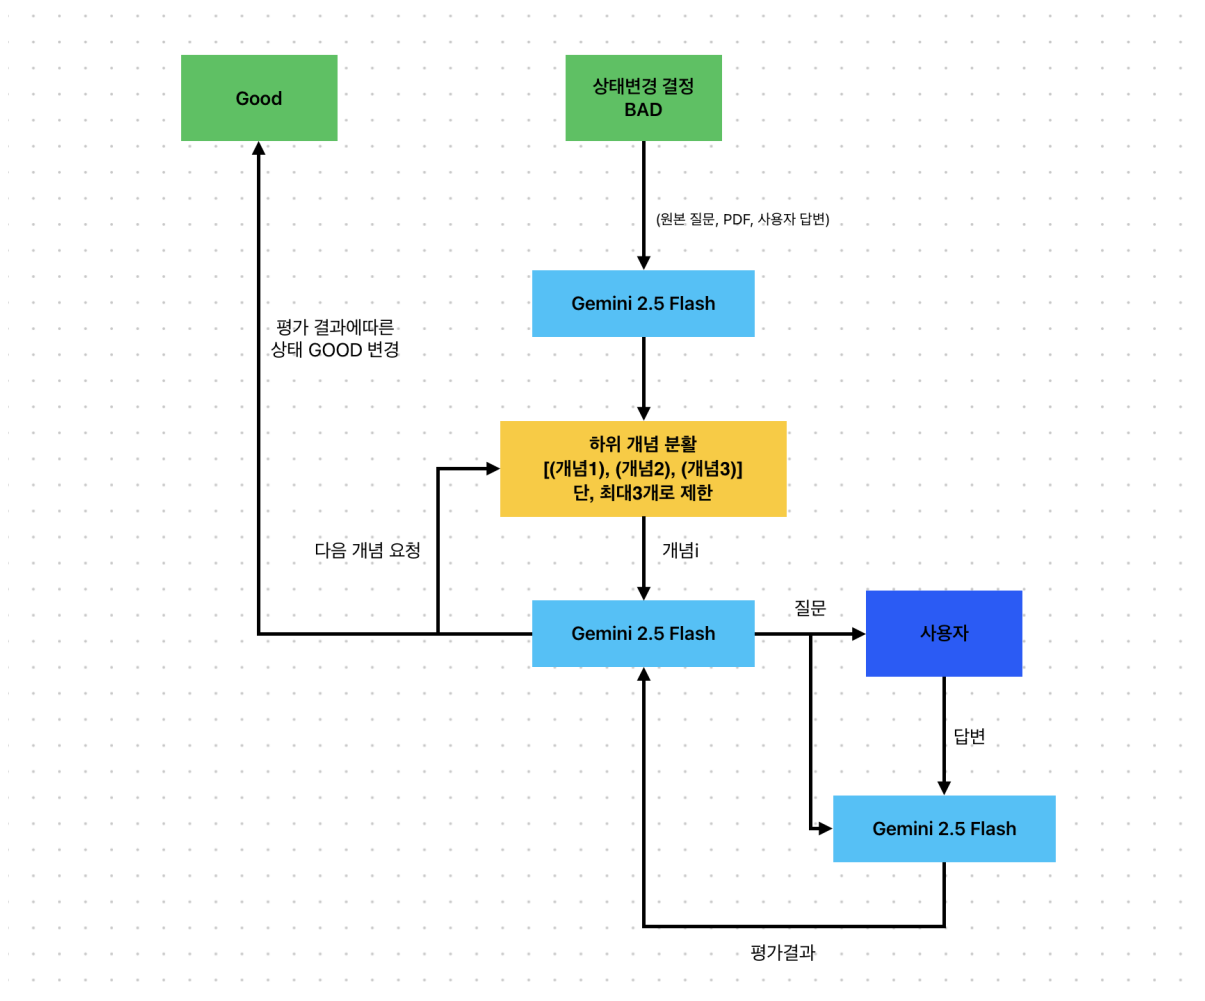 Good
상태변경 결정
BAD
(원본 질문, PDF, 사용자 답변)
Gemini 2.5 Flash
평가 결과에따른
상태 GOOD 변경
하위 개념 분활
[(개념1), (개념2), (개념3)]
단, 최대3개로 제한
다음 개념 요청
개념i
Gemini 2.5 Flash
질문
사용자
답변
Gemini 2.5 Flash
평가결과